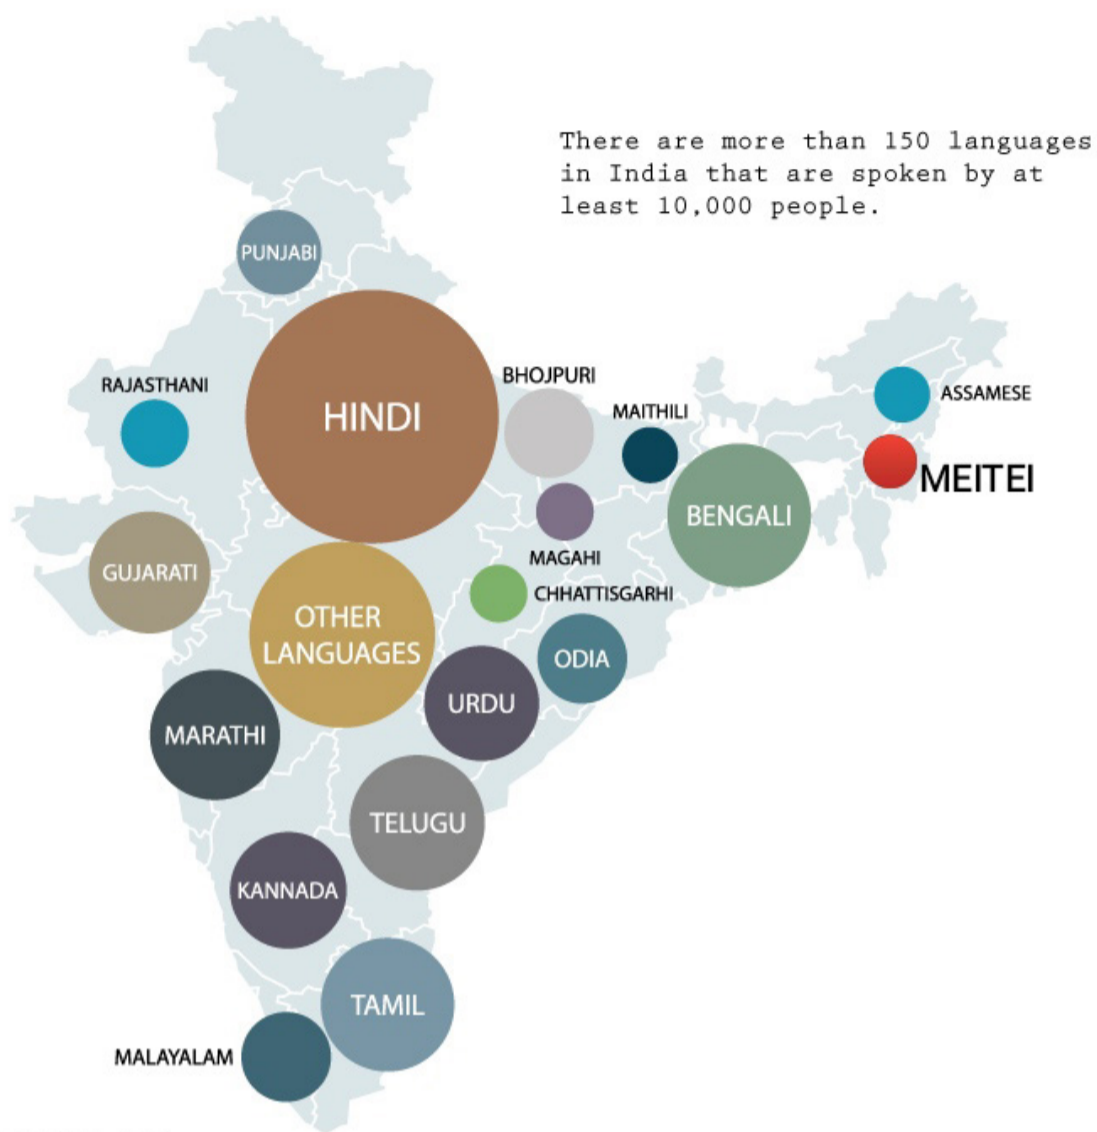 There are more than 150 languages
in India that are spoken by at
least 10,000 people.
PUNJABI
HINDI
RAJASTHANI
BHOJPURI
MAITHILI
ASSAMESE
MEITEI
BENGALI
MAGAHI
GUJARATI
CHHATTISGARHI
OTHER
LANGUAGES
ODIA
URDU
MARATHI
TELUGU
KANNADA
TAMIL
MALAYALAM